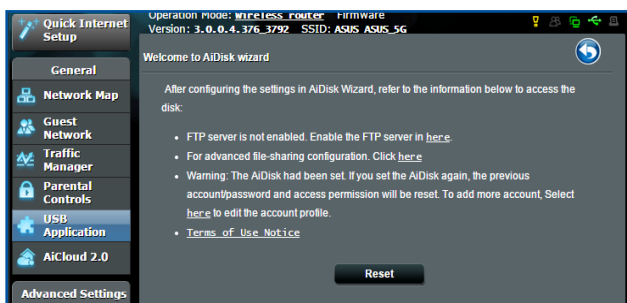 Quick Internet
Setup
General
Network Map
Guest
Network
Traffic
Manager
Parental
Controls
USB
Application
AiCloud 2.0
Advanced Settings
Operation Mode: Wireless router Firmware
Version: 3.0.0.4.376_3792 SSID: ASUS ASUS_5G
Welcome to AiDisk wizard
After configuring the settings in AiDisk Wizard, refer to the information below to access the
disk:
• FTP server is not enabled. Enable the FTP server in here.
• For advanced file-sharing configuration. Click here
• Warning: The AiDisk had been set. If you set the AiDisk again, the previous
account/password and access permission will be reset. To add more account, Select
here to edit the account profile.
• Terms of Use Notice
Reset